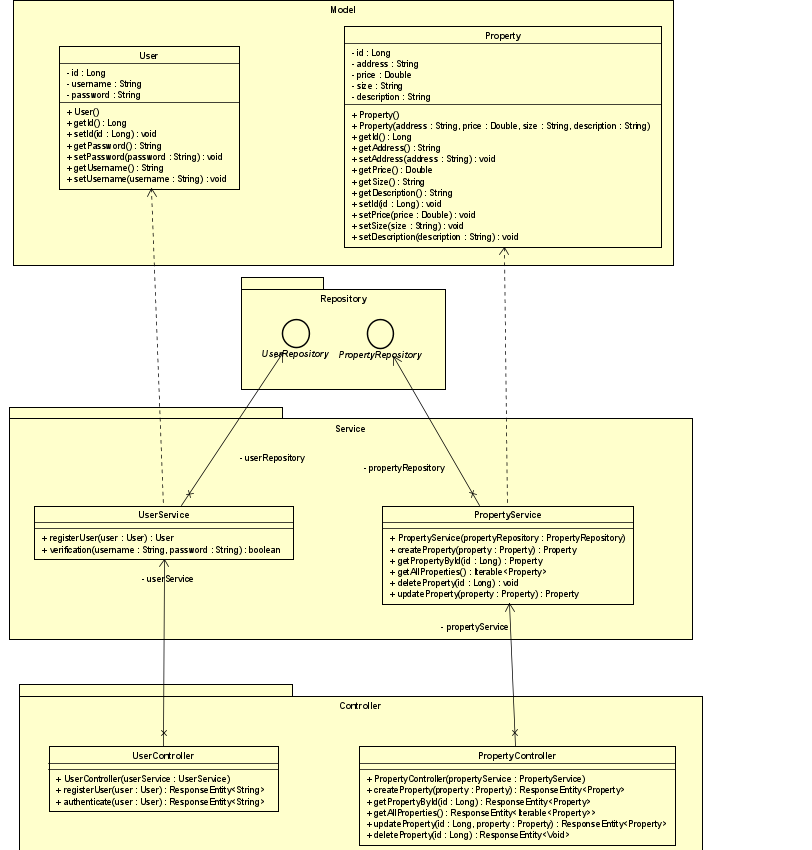 Model
User
- id : Long
- username : String
- password : String
+ User()
+ getId() : Long
+ setId(id : Long) : void
+ getPassword() : String
+ setPassword(password : String) : void
+ getUsername() : String
+ setUsername(username : String) : void
Property
- id : Long
- address : String
- price : Double
- size : String
- description : String
+ Property()
+ Property(address : String, price : Double, size : String, description : String)
+ getId() : Long
+ getAddress() : String
+ setAddress(address : String) : void
+ getPrice() : Double
+ getSize() : String
+ getDescription() : String
+ setId(id : Long) : void
+ setPrice(price : Double) : void
+ setSize(size : String) : void
+ setDescription(description : String) : void
Repository
UserRepository
PropertyRepository
Service
- userRepository
- propertyRepository
UserService
+ registerUser(user : User) : User
+ verification(username : String, password : String) : boolean
PropertyService
+ PropertyService(propertyRepository : PropertyRepository)
+ createProperty(property : Property) : Property
+ getPropertyById(id : Long) : Property
+ getAllProperties() : Iterable<Property>
+ deleteProperty(id : Long) : void
+ updateProperty(property : Property) : Property
- userService
- propertyService
Controller
UserController
+ UserController(userService : UserService)
+ registerUser(user : User) : ResponseEntity<String>
+ authenticate(user : User) : ResponseEntity<String>
PropertyController
+ PropertyController(propertyService : PropertyService)
+ createProperty(property : Property) : ResponseEntity<Property>
+ getPropertyById(id : Long) : ResponseEntity<Property>
+ getAllProperties() : ResponseEntity<Iterable<Property>>
+ updateProperty(id : Long, property : Property) : ResponseEntity<Property>
+ deleteProperty(id : Long) : ResponseEntity<Void>